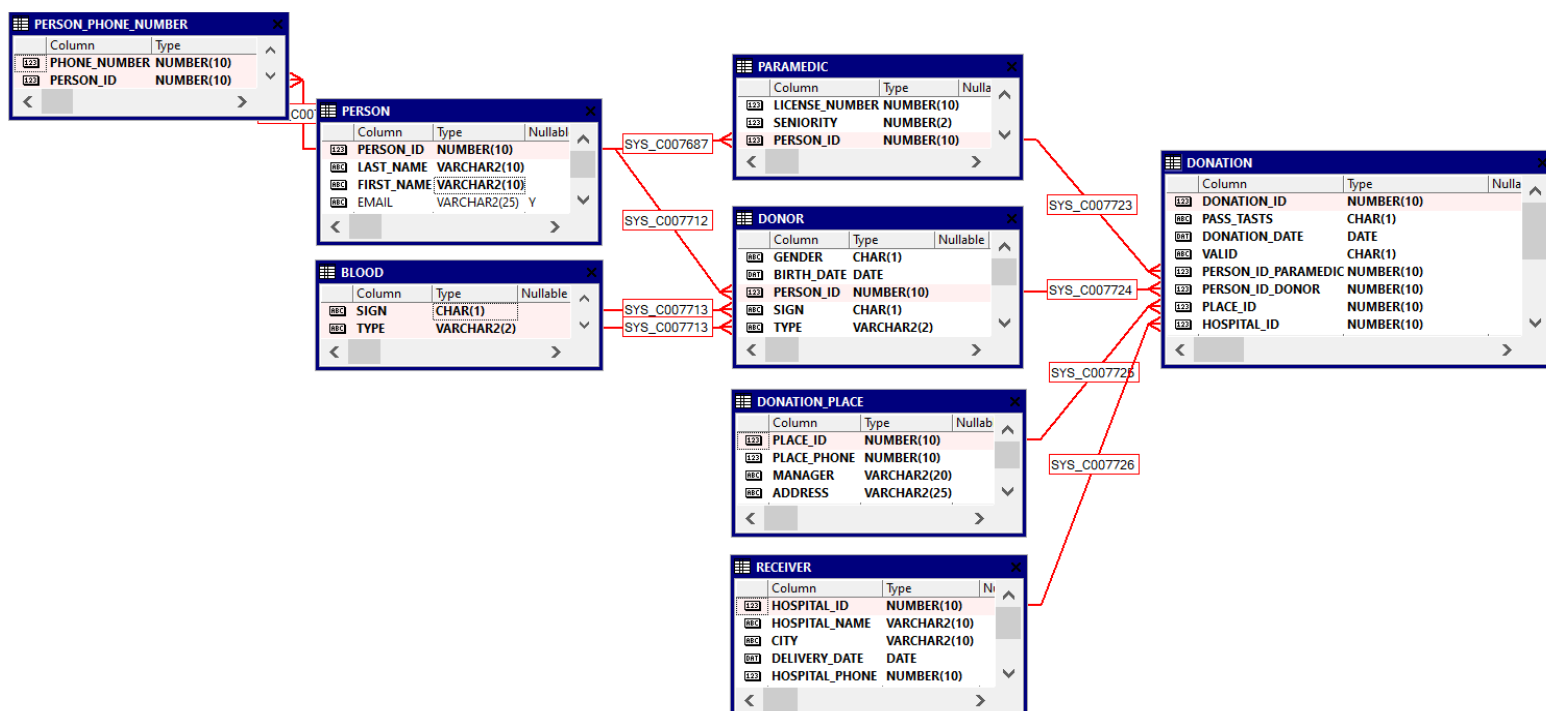 PERSON_PHONE_NUMBER
Column Type
PHONE_NUMBER NUMBER(10)
PERSON_ID NUMBER(10)
PERSON
Column Type Nullabl
PERSON_ID NUMBER(10)
LAST_NAME VARCHAR2(10)
FIRST_NAME VARCHAR2(10)
EMAIL VARCHAR2(25) Y
BLOOD
Column Type Nullable
SIGN CHAR(1)
TYPE VARCHAR2(2)
SYS_C007687
SYS_C007712
SYS_C007713
SYS_C007713
PARAMEDIC
Column Type Nulla
LICENSE_NUMBER NUMBER(10)
SENIORITY NUMBER(2)
PERSON_ID NUMBER(10)
DONOR
Column Type Nullable
GENDER CHAR(1)
BIRTH_DATE DATE
PERSON_ID NUMBER(10)
SIGN CHAR(1)
TYPE VARCHAR2(2)
DONATION_PLACE
Column Type Nullab
PLACE_ID NUMBER(10)
PLACE_PHONE NUMBER(10)
MANAGER VARCHAR2(20)
ADDRESS VARCHAR2(25)
RECEIVER
Column Type
HOSPITAL_ID NUMBER(10)
HOSPITAL_NAME VARCHAR2(10)
CITY VARCHAR2(10)
DELIVERY_DATE DATE
HOSPITAL_PHONE NUMBER(10)
SYS_C007723
SYS_C007724
SYS_C007725
SYS_C007726
DONATION
Column Type Nulla
DONATION_ID NUMBER(10)
PASS_TASTS CHAR(1)
DONATION_DATE DATE
VALID CHAR(1)
PERSON_ID_PARAMEDIC NUMBER(10)
PERSON_ID_DONOR NUMBER(10)
PLACE_ID NUMBER(10)
HOSPITAL_ID NUMBER(10)